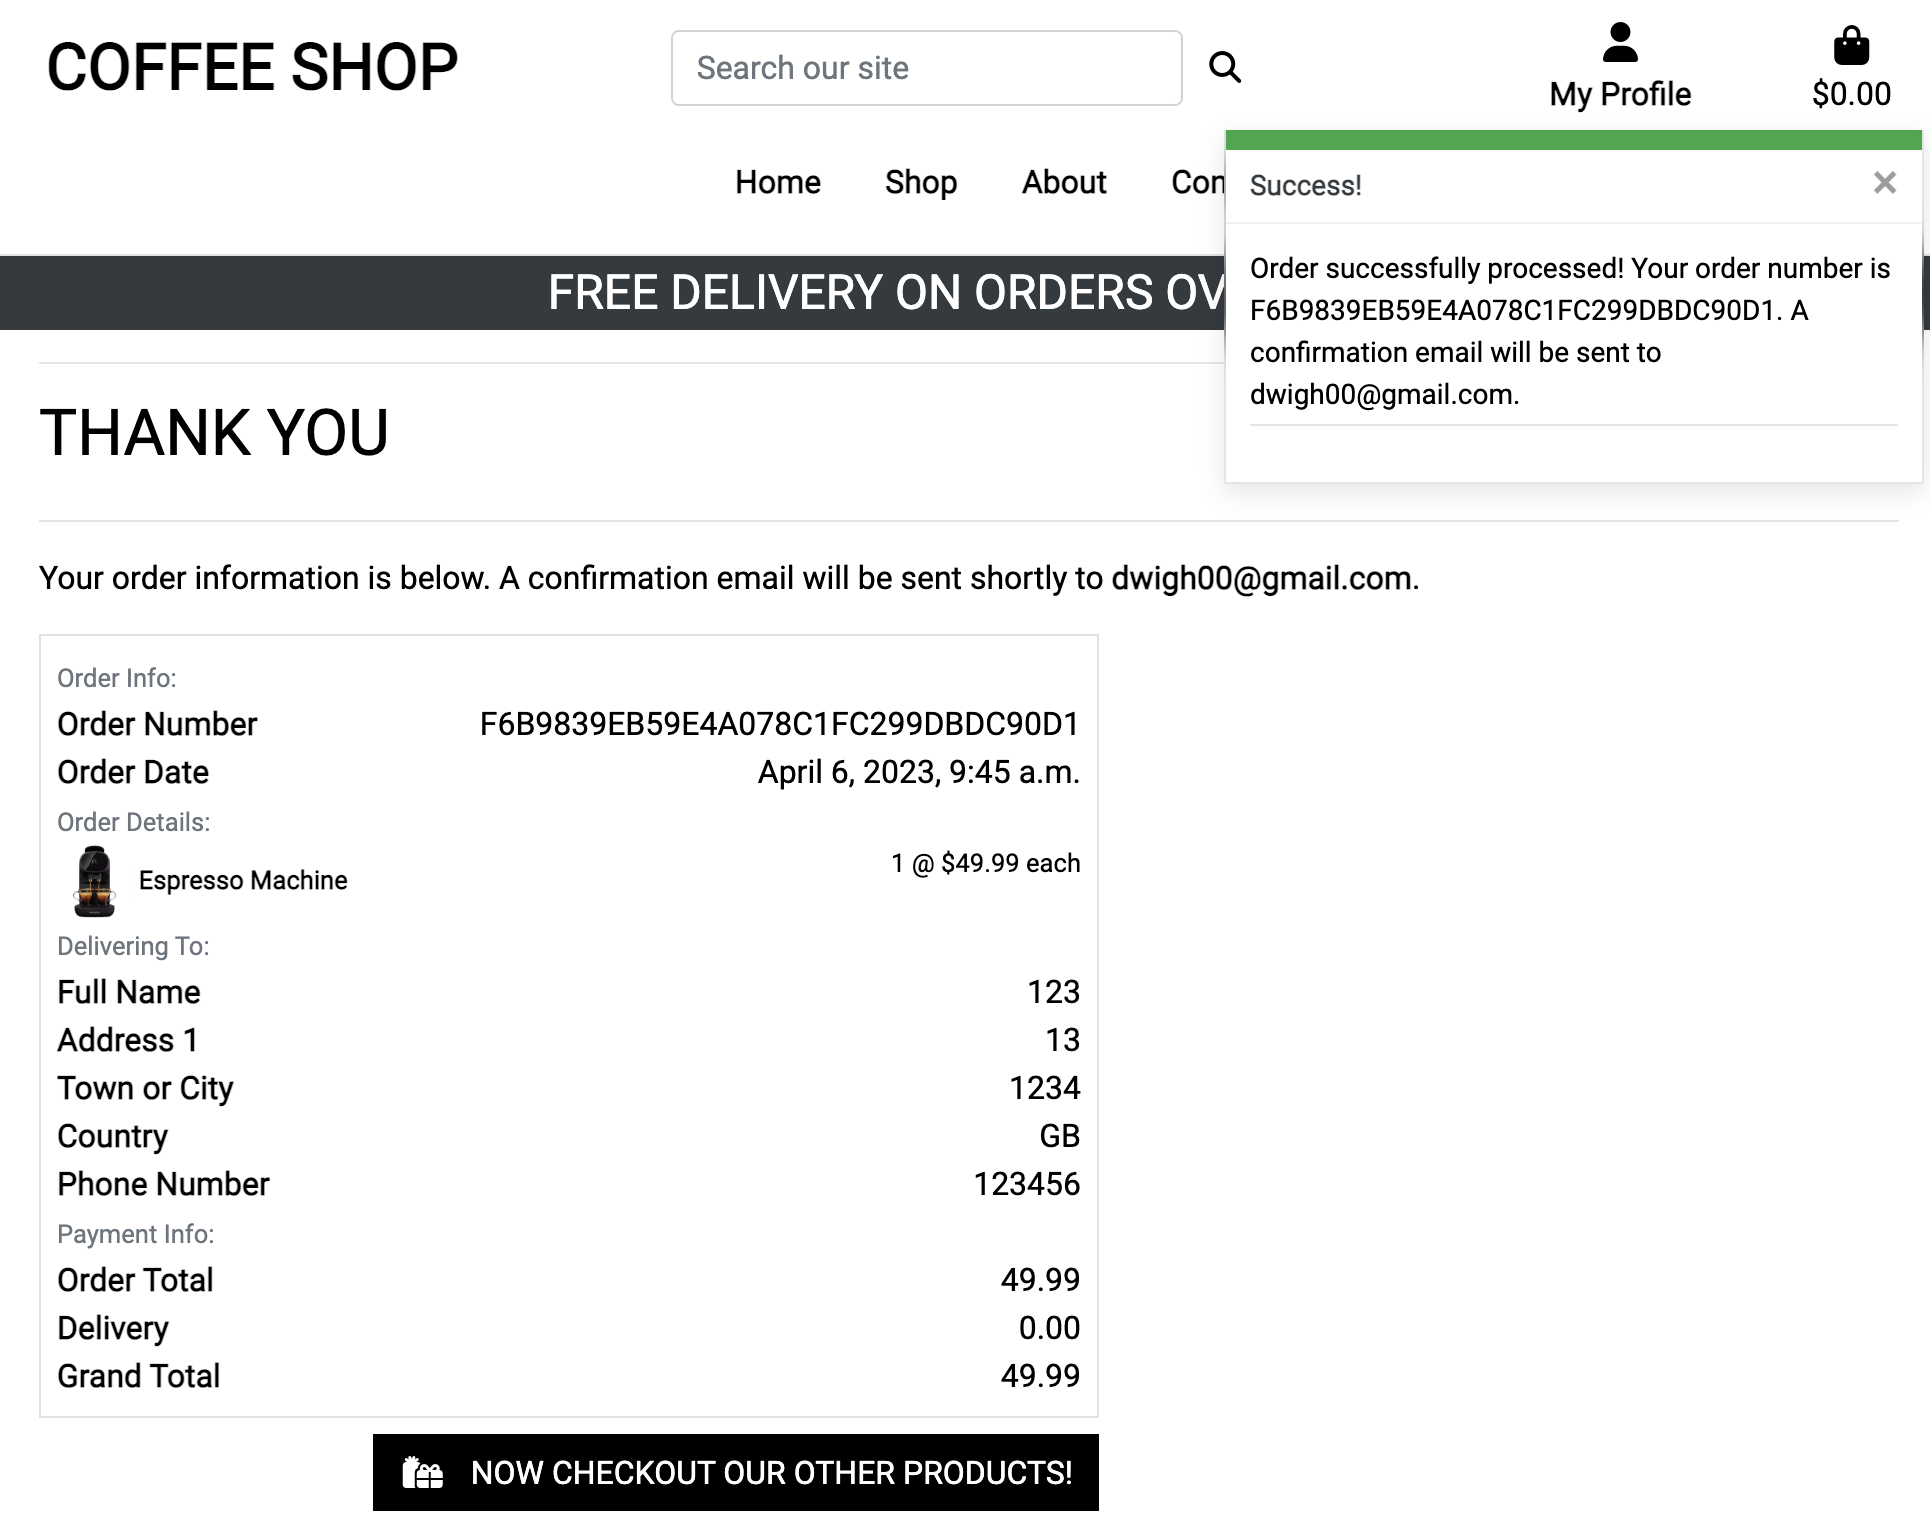 COFFEE SHOP
Search our site
My Profile
$0.00
Home Shop About Con
Success! ×
FREE DELIVERY ON ORDERS OV
Order successfully processed! Your order number is
F6B9839EB59E4A078C1FC299DBDC90D1. A
confirmation email will be sent to
dwigh00@gmail.com.
THANK YOU
Your order information is below. A confirmation email will be sent shortly to dwigh00@gmail.com.
Order Info:
Order Number F6B9839EB59E4A078C1FC299DBDC90D1
Order Date April 6, 2023, 9:45 a.m.
Order Details:
Espresso Machine 1 @ $49.99 each
Delivering To:
Full Name 123
Address 1 13
Town or City 1234
Country GB
Phone Number 123456
Payment Info:
Order Total 49.99
Delivery 0.00
Grand Total 49.99
NOW CHECKOUT OUR OTHER PRODUCTS!